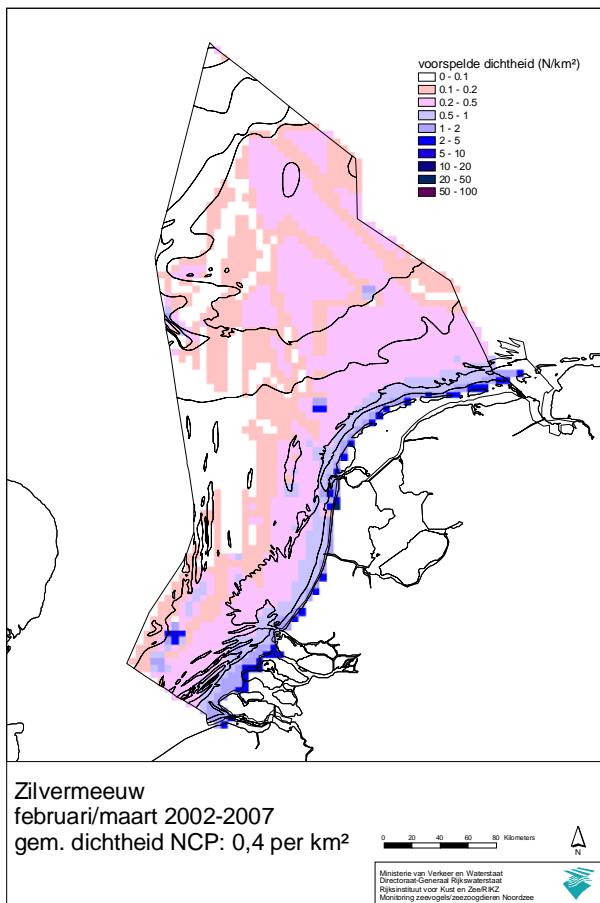 voorspelde dichtheid (N/km²)
0 - 0.1
0.1 - 0.2
0.2 - 0.5
0.5 - 1
1 - 2
2 - 5
5 - 10
10 - 20
20 - 50
50 - 100
Zilvermeeuw
februari/maart 2002-2007
gem. dichtheid NCP: 0,4 per km²
0 20 40 60 80 Kilometers
N
Ministerie van Verkeer en Waterstaat
Directoraat-Generaal Rijkswaterstaat
Rijksinstituut voor Kust en Zee/RIKZ
Monitoring zeevogels/zeezoogdieren Noordzee